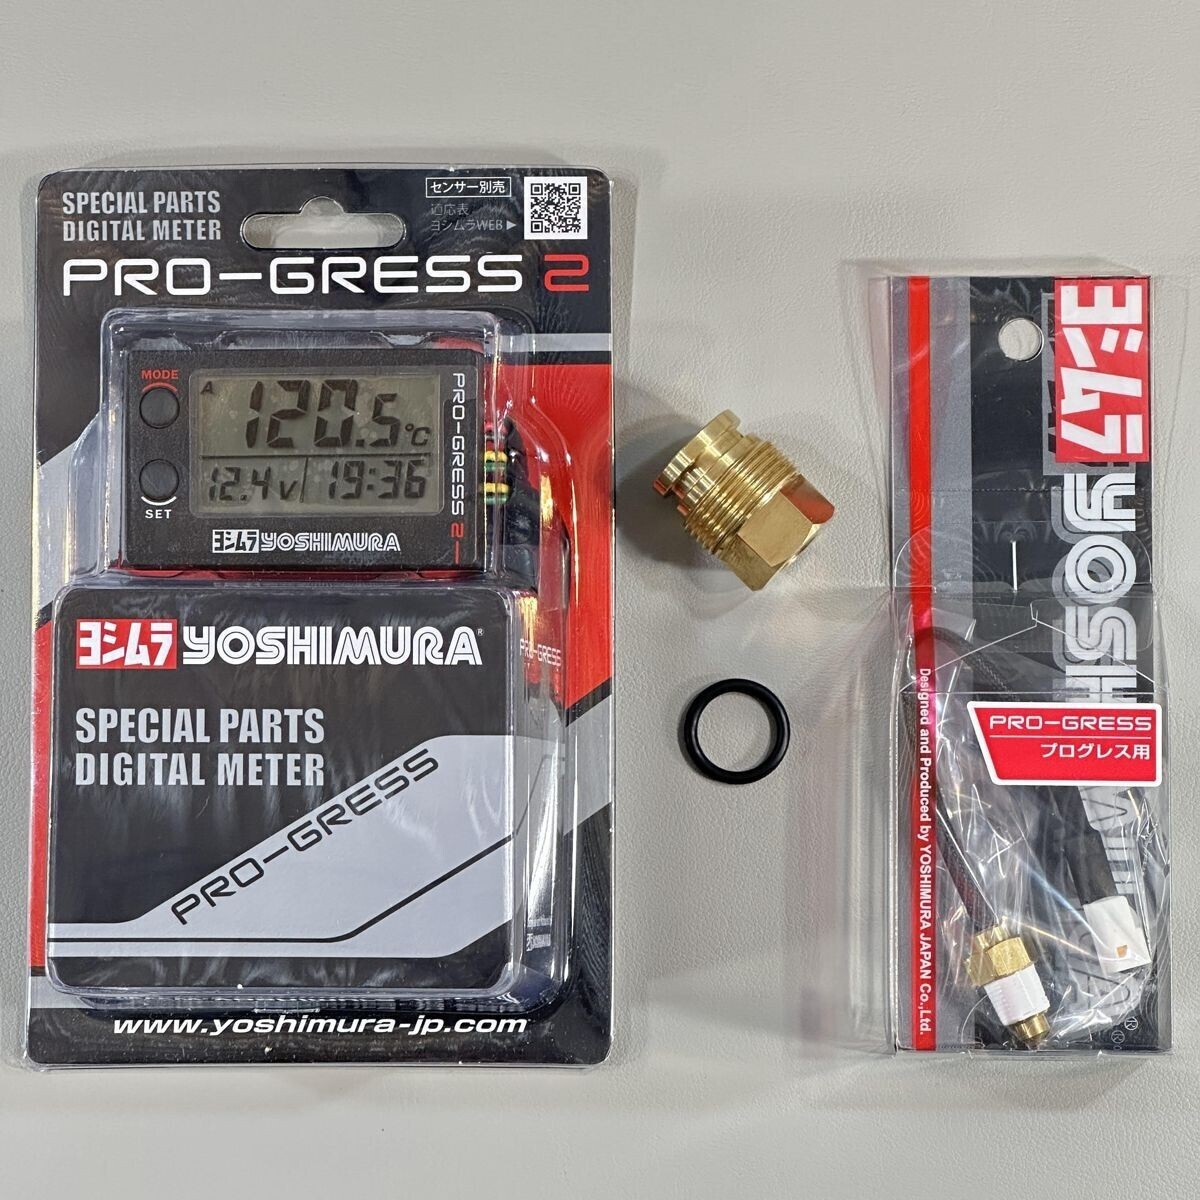 SPECIAL PARTS
DIGITAL METER
センサー別売
適応表
ヨシムラWEB▶
PRO-GRESS 2
MODE
A
120.5℃
12.4V
19:36
SET
PRO-GRESS 2
ヨシムラ YOSHIMURA
ヨシムラ YOSHIMURA®
PRO-GRESS
SPECIAL PARTS
DIGITAL METER
PRO-GRESS
www.yoshimura-jp.com
ヨシムラ
YOSH
PRO-GRESS
プログレス用
Designed and Produced by YOSHIMURA JAPAN Co.,Ltd.